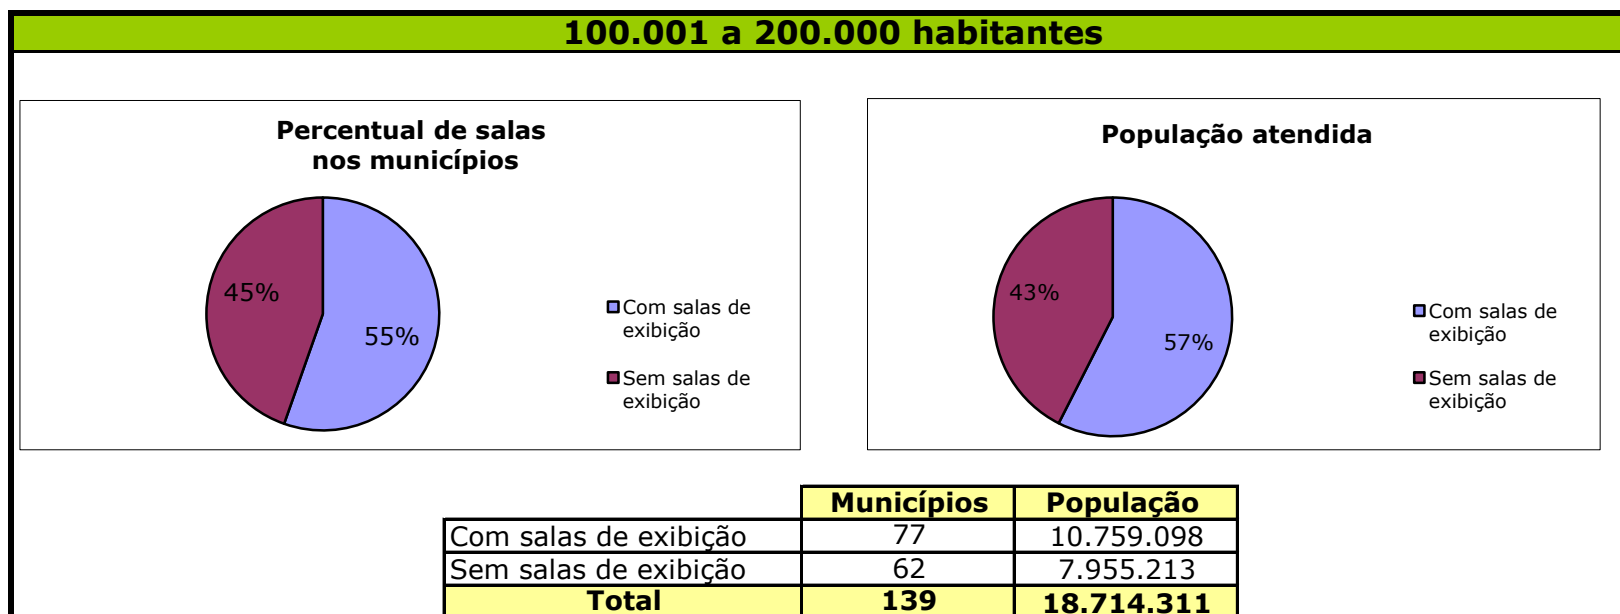 100.001 a 200.000 habitantes
Percentual de salas
nos municípios
45%
55%
Com salas de
exibição
Sem salas de
exibição
População atendida
43%
57%
Com salas de
exibição
Sem salas de
exibição
Municípios População
Com salas de exibição 77 10.759.098
Sem salas de exibição 62 7.955.213
Total 139 18.714.311